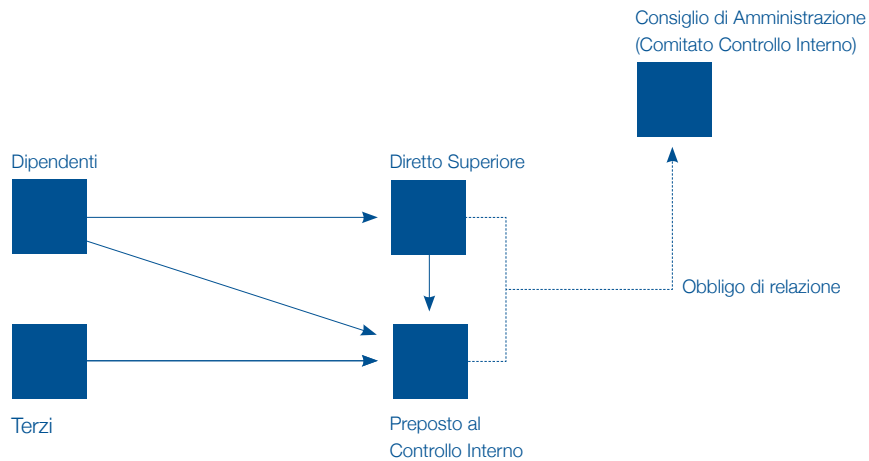 Consiglio di Amministrazione
(Comitato Controllo Interno)
Dipendenti
Diretto Superiore
Obbligo di relazione
Terzi
Preposto al
Controllo Interno